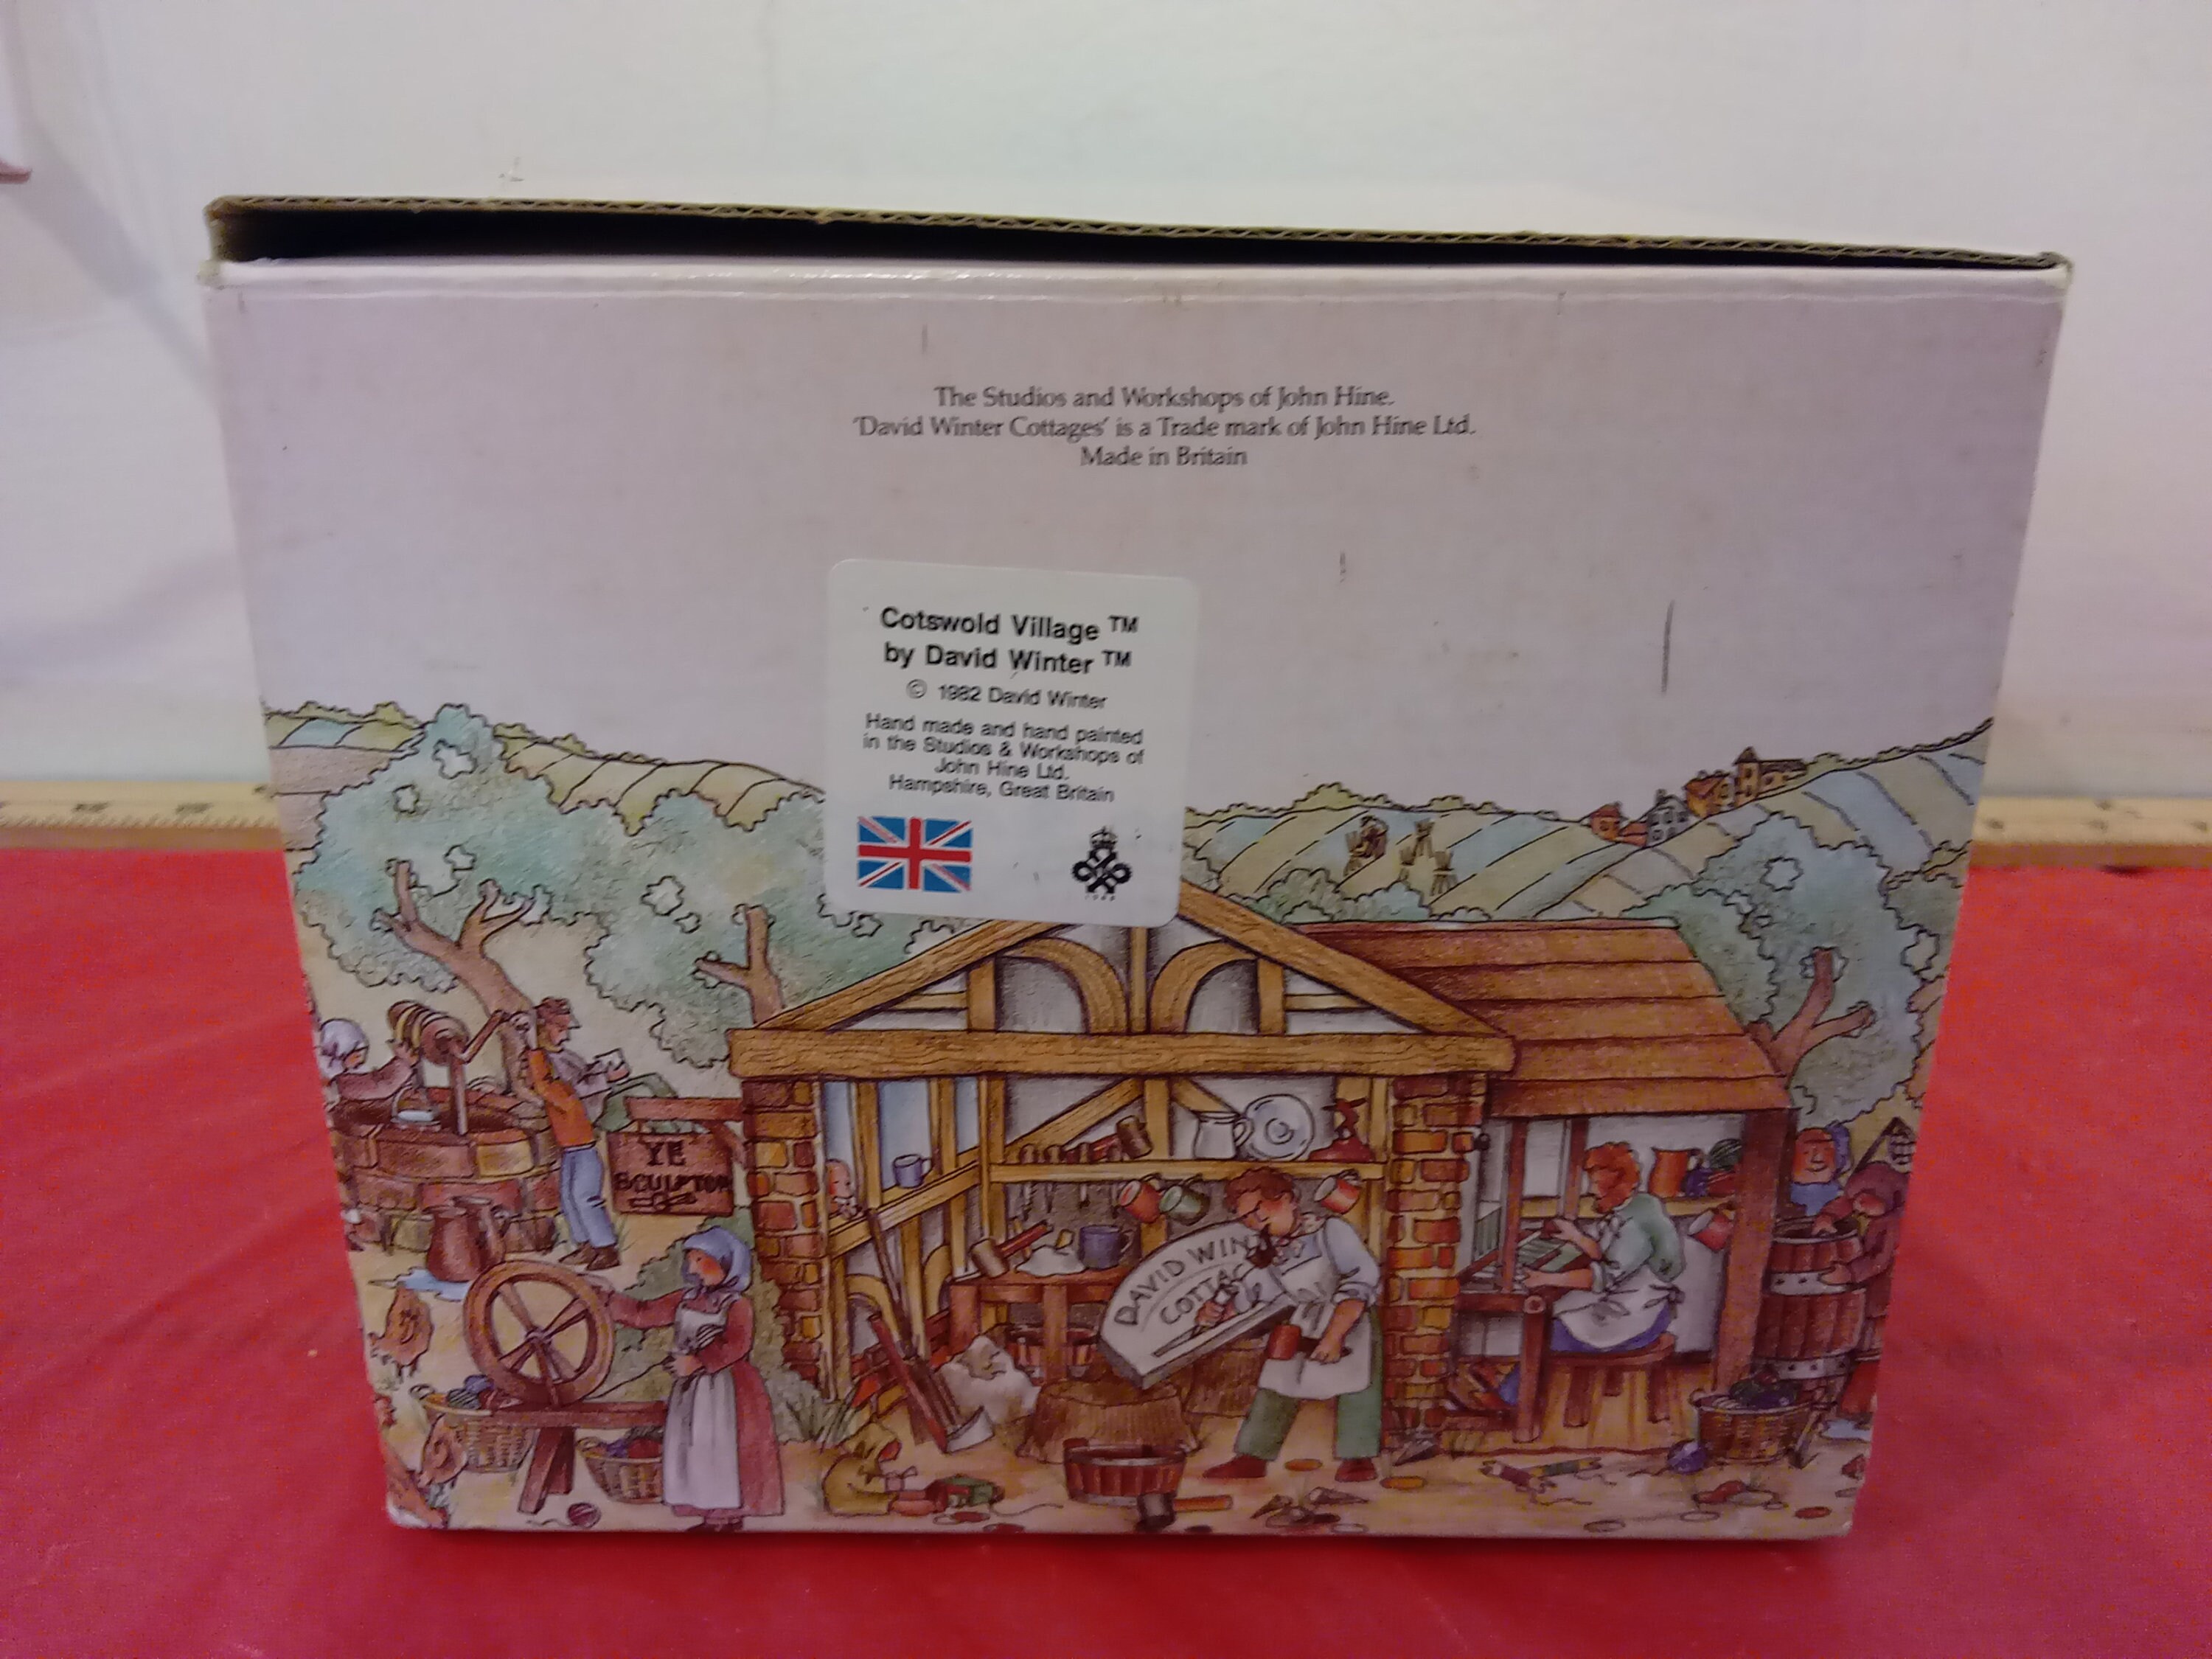 The Studios and Workshops of John Hine.
'David Winter Cottages' is a Trade mark of John Hine Ltd.
Made in Britain
Cotswold Village ™
by David Winter ™
© 1982 David Winter
Hand made and hand painted
in the Studios & Workshops of
John Hine Ltd.
Hampshire, Great Britain
YE
SCULPTOR
DAVID WIN
COTTAG